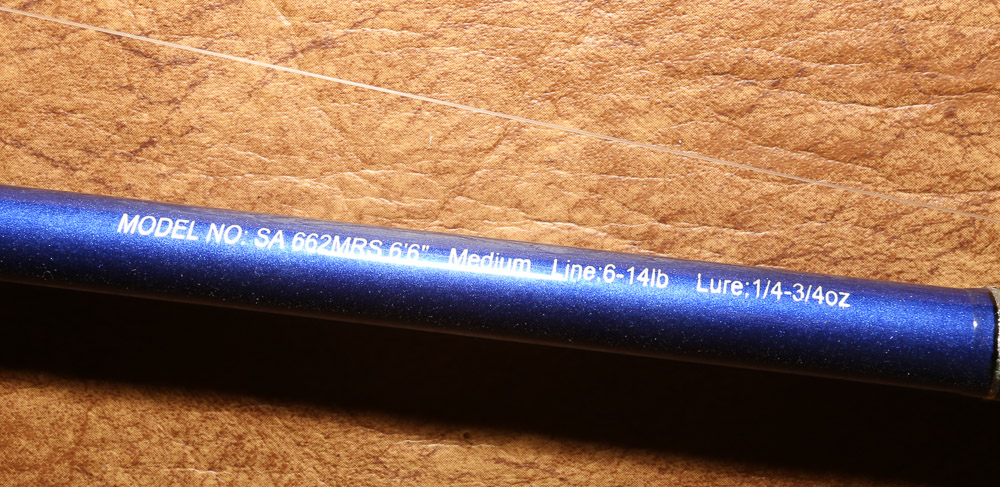 MODEL NO. SA 662MRS 6'6" Medium Line;6-14lb Lure;1/4-3/4oz